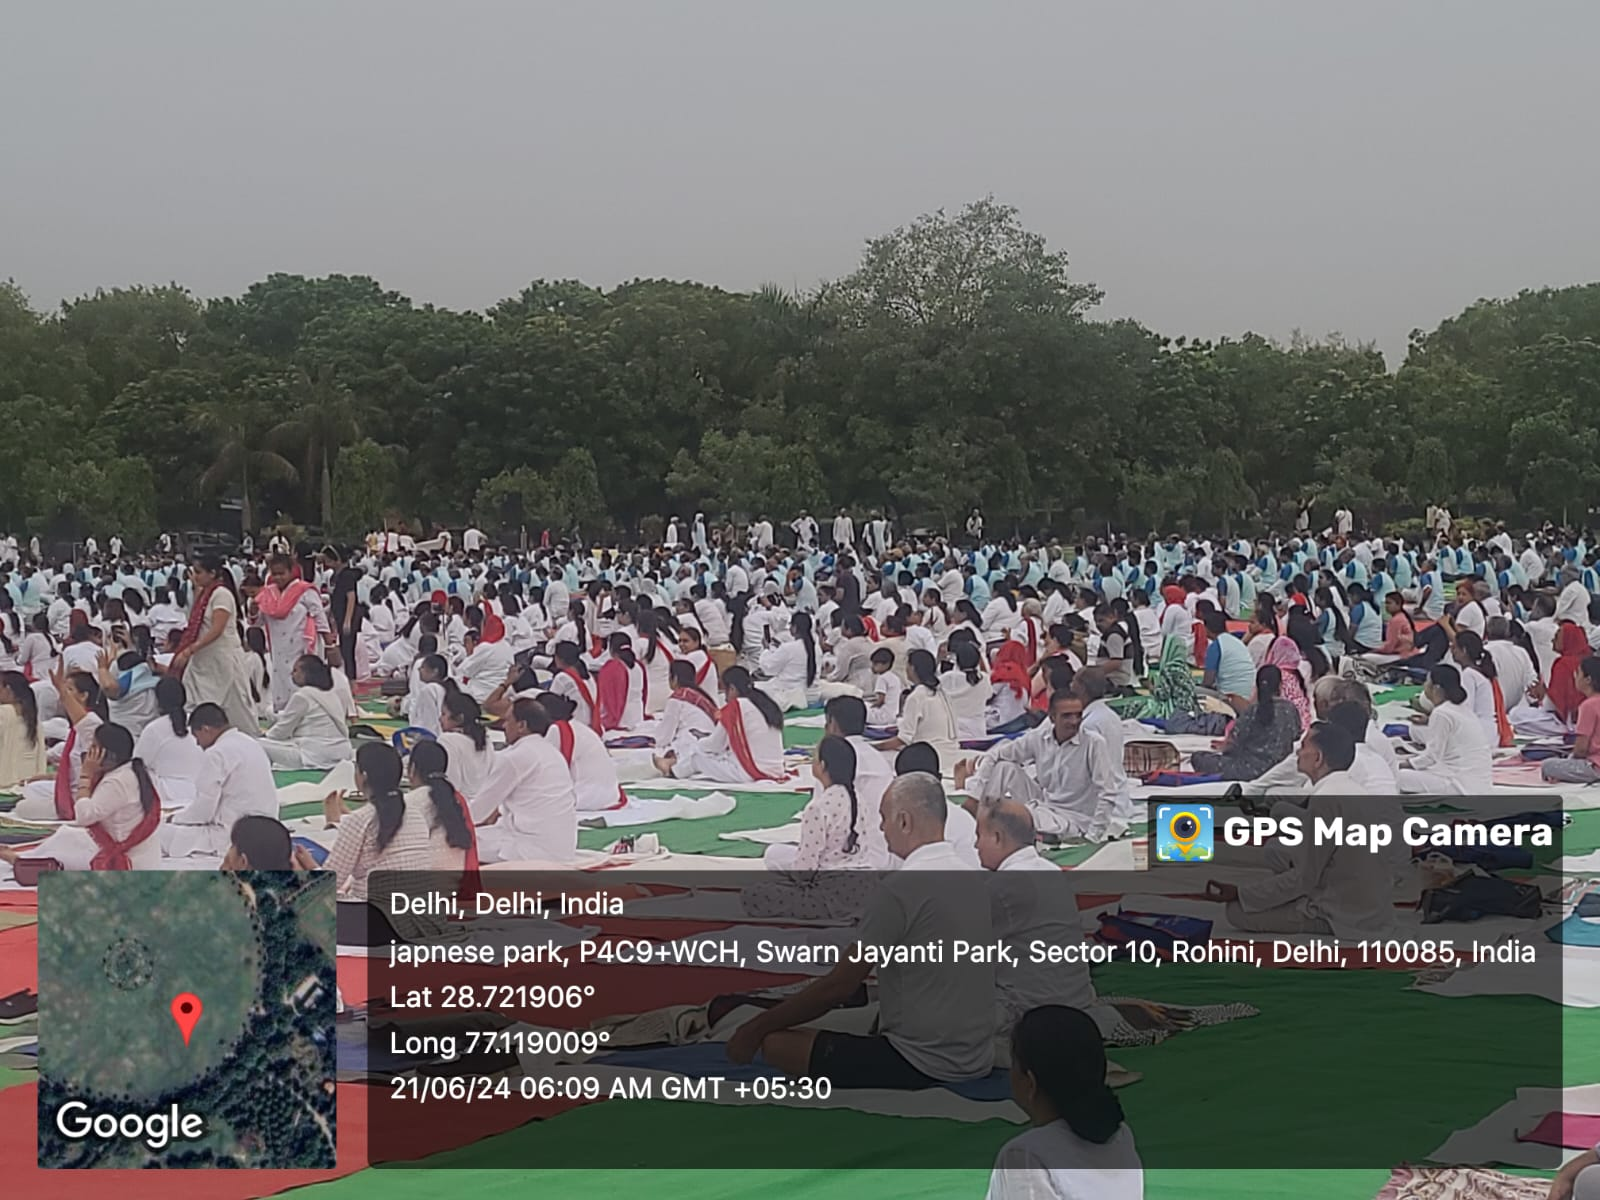 GPS Map Camera
Delhi, Delhi, India
japnese park, P4C9+WCH, Swarn Jayanti Park, Sector 10, Rohini, Delhi, 110085, India
Lat 28.721906°
Long 77.119009°
21/06/24 06:09 AM GMT +05:30
Google